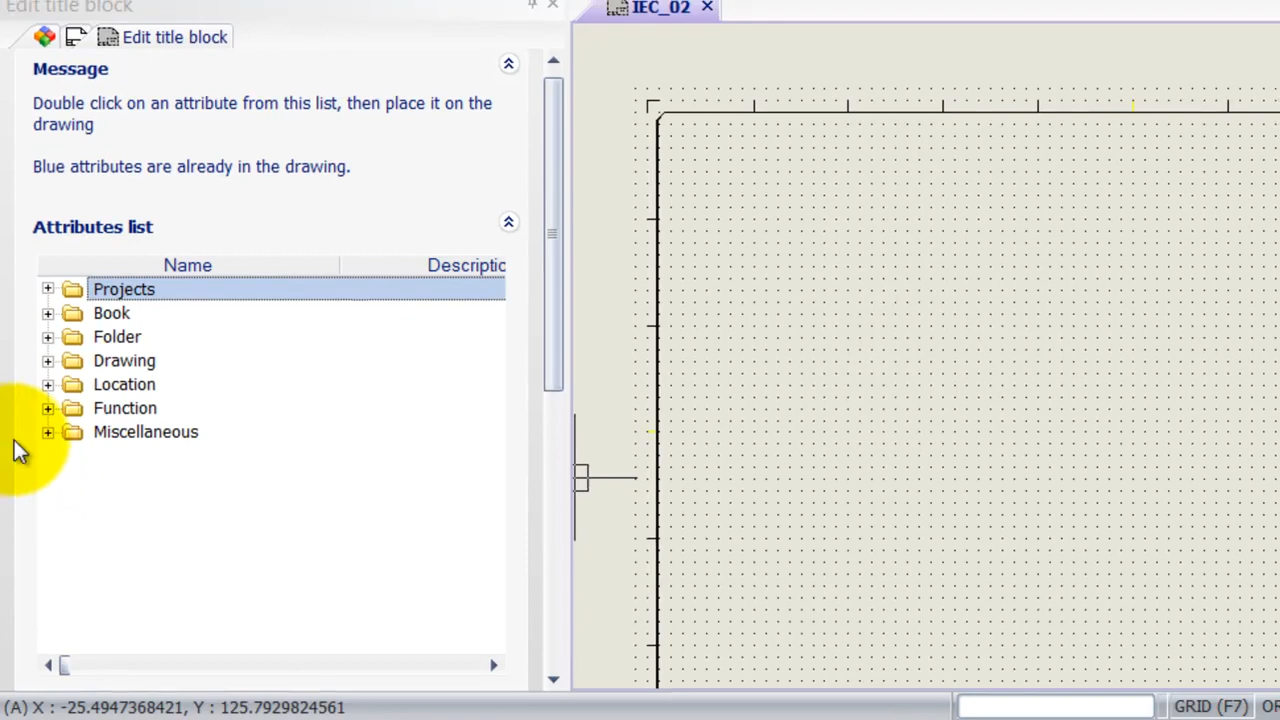 Edit title block
IEC_02
Edit title block
Message
Double click on an attribute from this list, then place it on the
drawing
Blue attributes are already in the drawing.
Attributes list
Name
Descriptio
Projects
Book
Folder
Drawing
Location
Function
Miscellaneous
(A) X : -25.4947368421, Y : 125.7929824561
GRID (F7)
OR